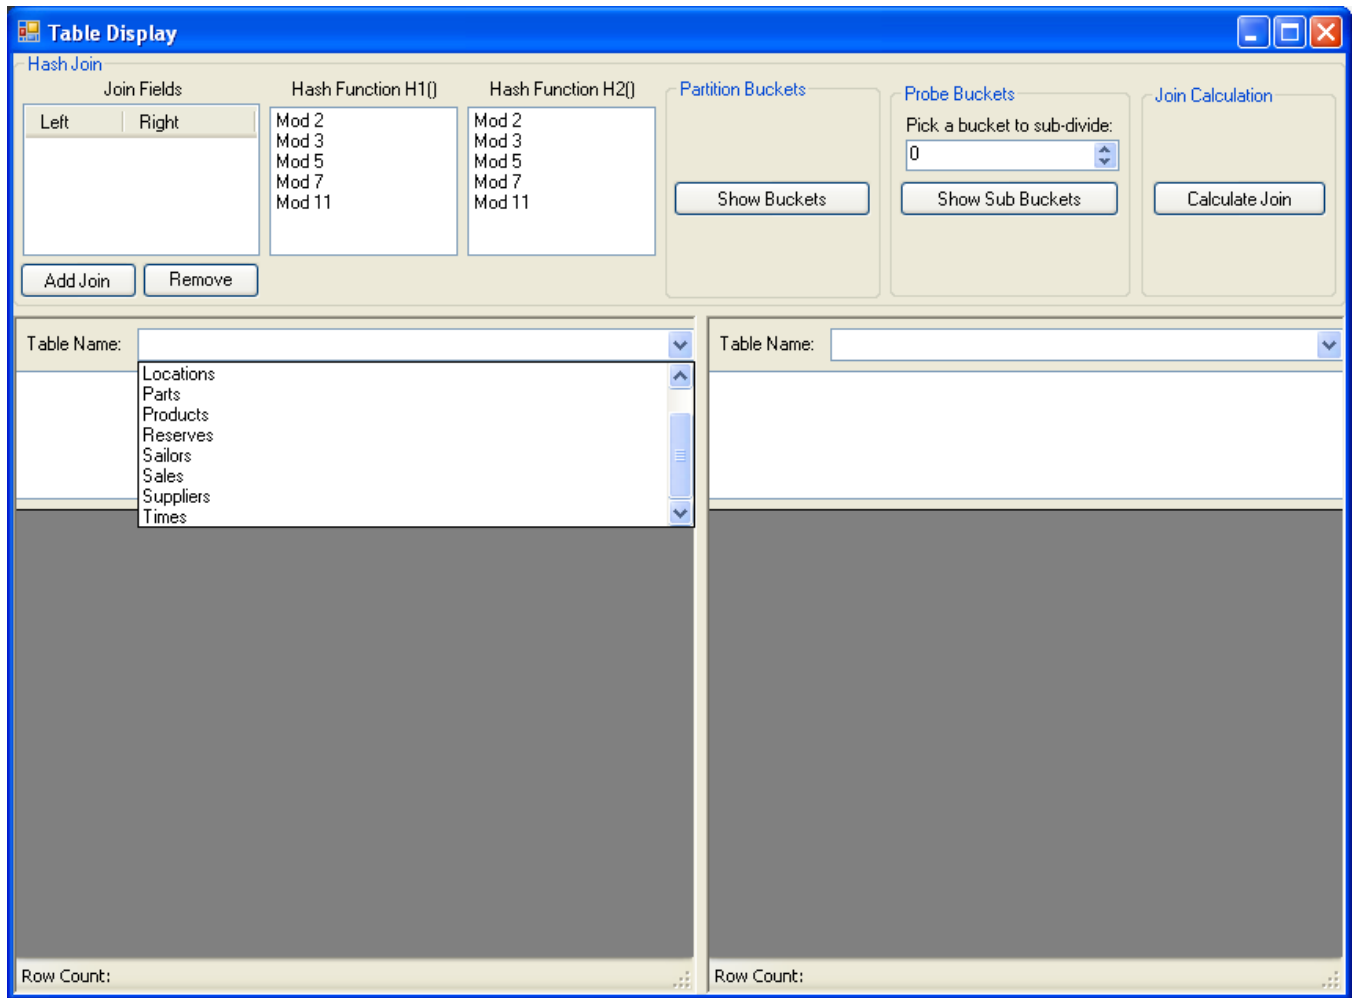 Table Display
Hash Join
Join Fields
Hash Function H1()
Hash Function H2()
Partition Buckets
Probe Buckets
Join Calculation
Left Right
Mod 2
Mod 3
Mod 5
Mod 7
Mod 11
Mod 2
Mod 3
Mod 5
Mod 7
Mod 11
Pick a bucket to sub-divide:
0
Show Buckets
Show Sub Buckets
Calculate Join
Add Join
Remove
Table Name:
Locations
Parts
Products
Reserves
Sailors
Sales
Suppliers
Times
Row Count:
Table Name:
Row Count: